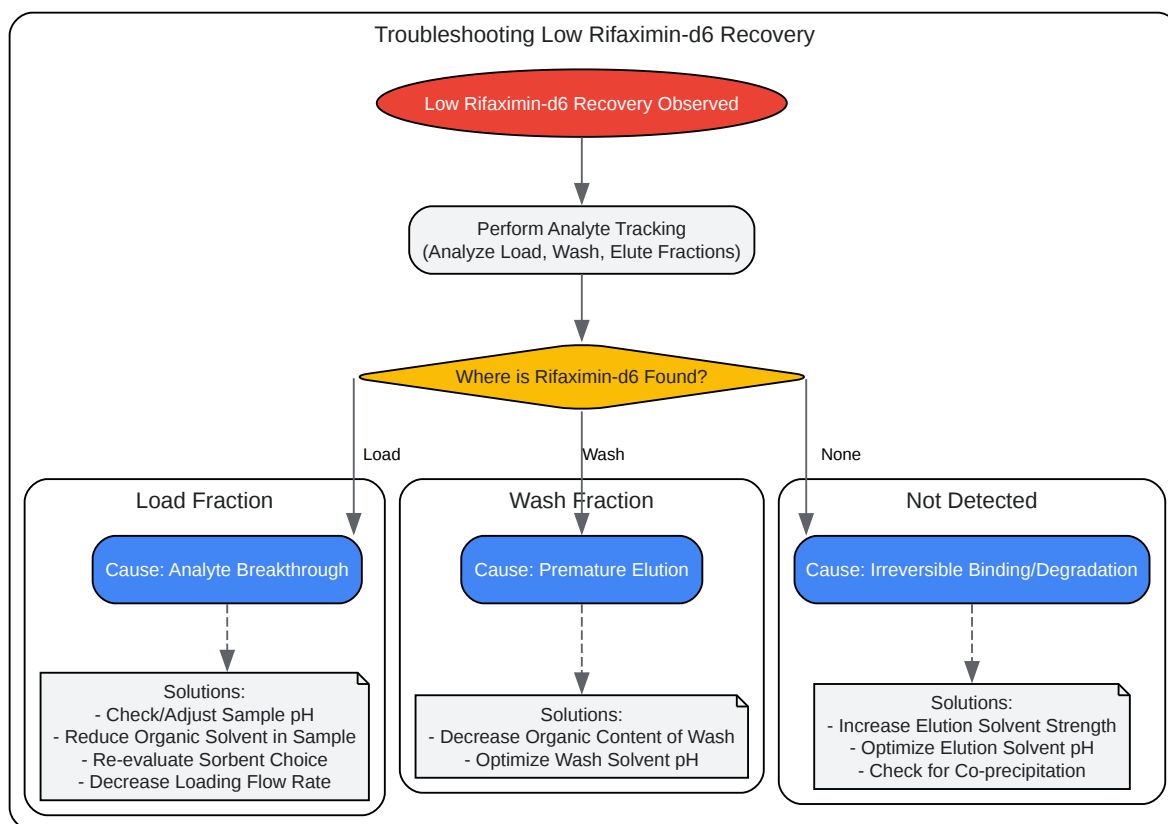 Troubleshooting Low Rifaximin-d6 Recovery
Low Rifaximin-d6 Recovery Observed
Perform Analyte Tracking
(Analyze Load, Wash, Elute Fractions)
Where is Rifaximin-d6 Found?
Load
Wash
None
Load Fraction
Cause: Analyte Breakthrough
Solutions:
- Check/Adjust Sample pH
- Reduce Organic Solvent in Sample
- Re-evaluate Sorbent Choice
- Decrease Loading Flow Rate
Wash Fraction
Cause: Premature Elution
Solutions:
- Decrease Organic Content of Wash
- Optimize Wash Solvent pH
Not Detected
Cause: Irreversible Binding/Degradation
Solutions:
- Increase Elution Solvent Strength
- Optimize Elution Solvent pH
- Check for Co-precipitation